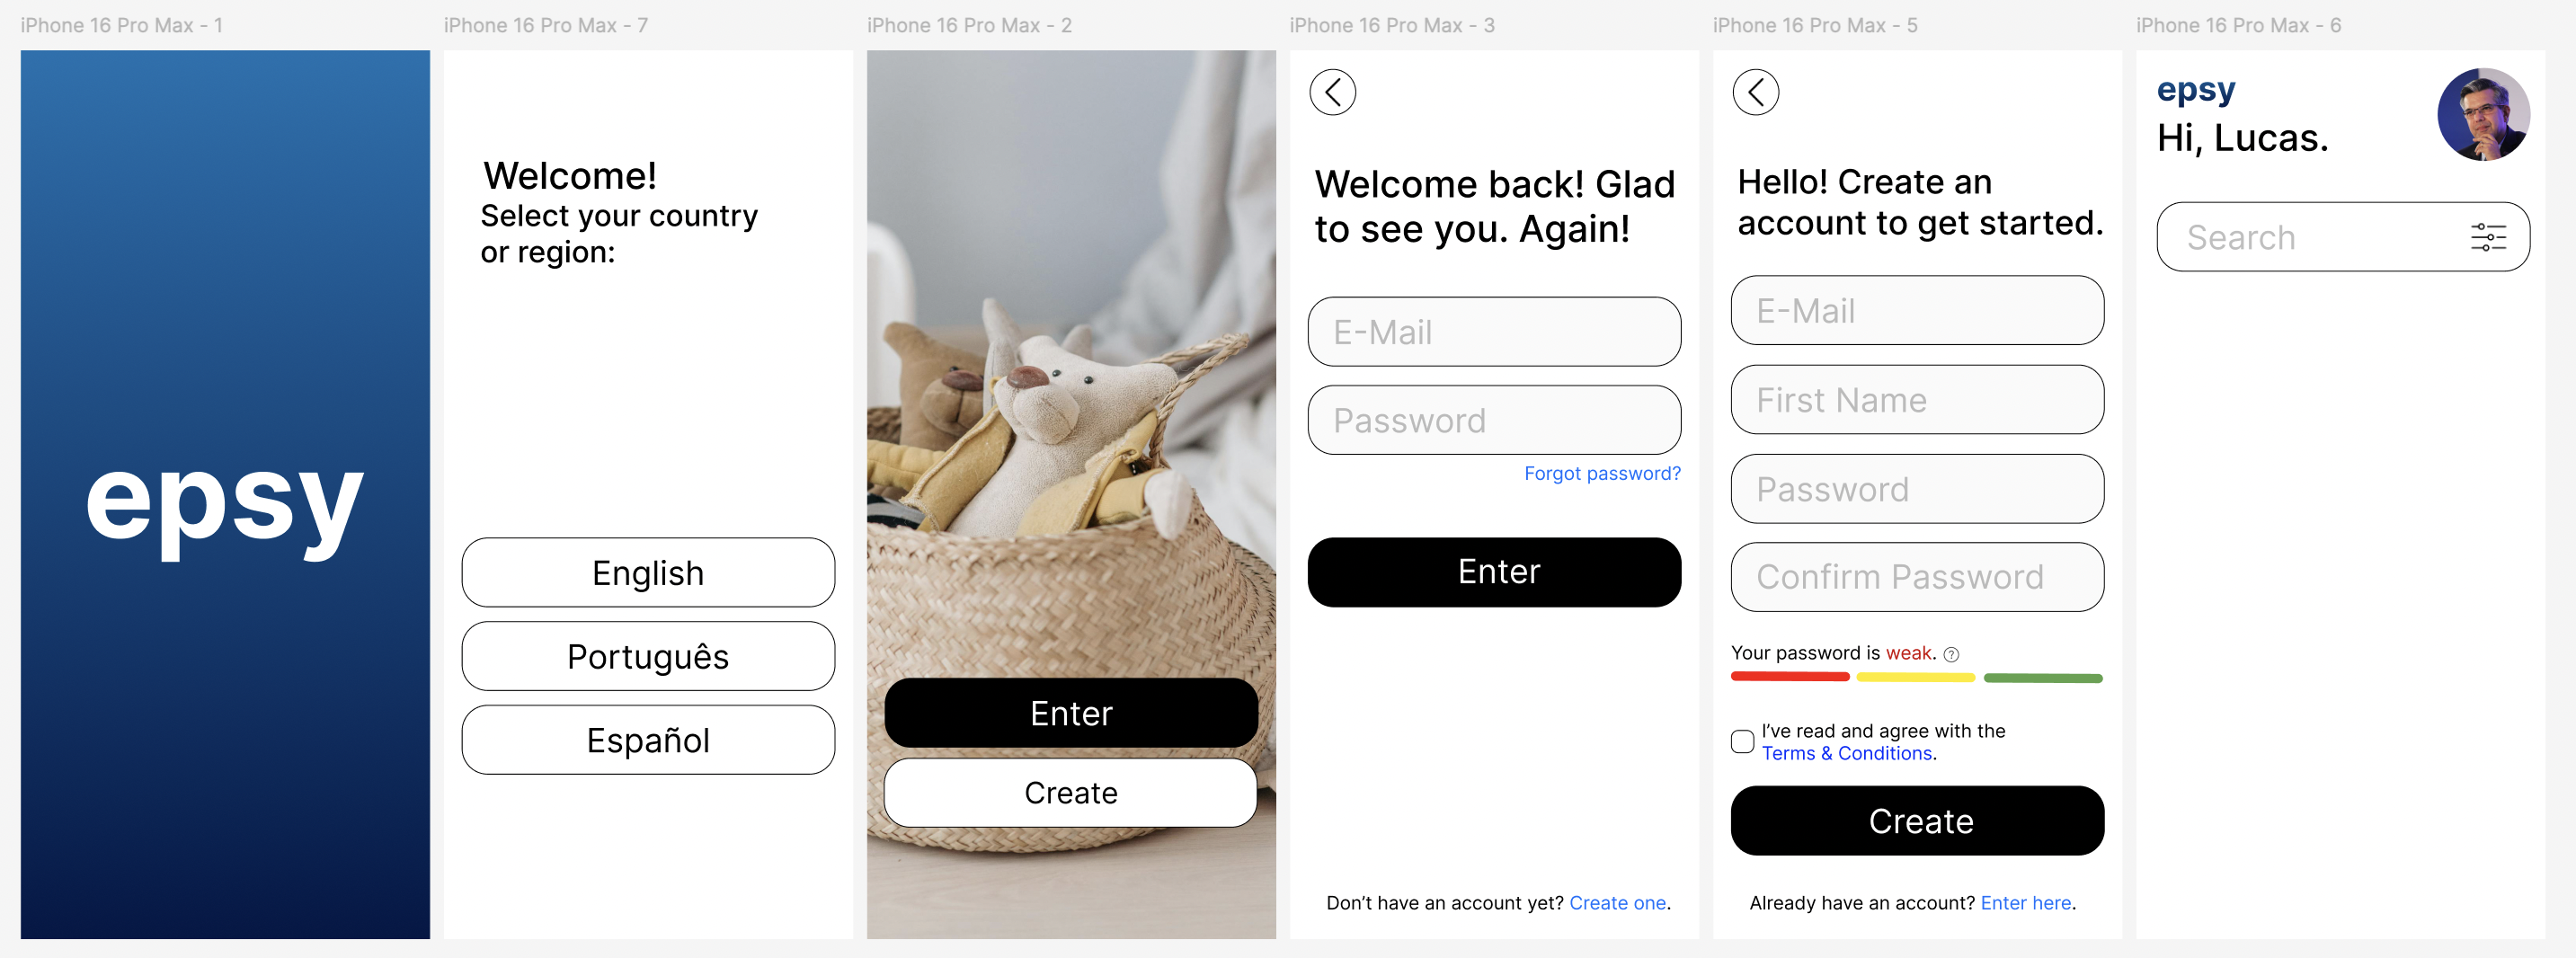 iPhone 16 Pro Max - 1
epsy
iPhone 16 Pro Max - 7
Welcome!
Select your country
or region:
English
Português
Español
iPhone 16 Pro Max - 2
Enter
Create
iPhone 16 Pro Max - 3
Welcome back! Glad
to see you. Again!
E-Mail
Password
Forgot password?
Enter
Don’t have an account yet? Create one.
iPhone 16 Pro Max - 5
Hello! Create an
account to get started.
E-Mail
First Name
Password
Confirm Password
Your password is weak. ?
I’ve read and agree with the
Terms & Conditions.
Create
Already have an account? Enter here.
iPhone 16 Pro Max - 6
epsy
Hi, Lucas.
Search